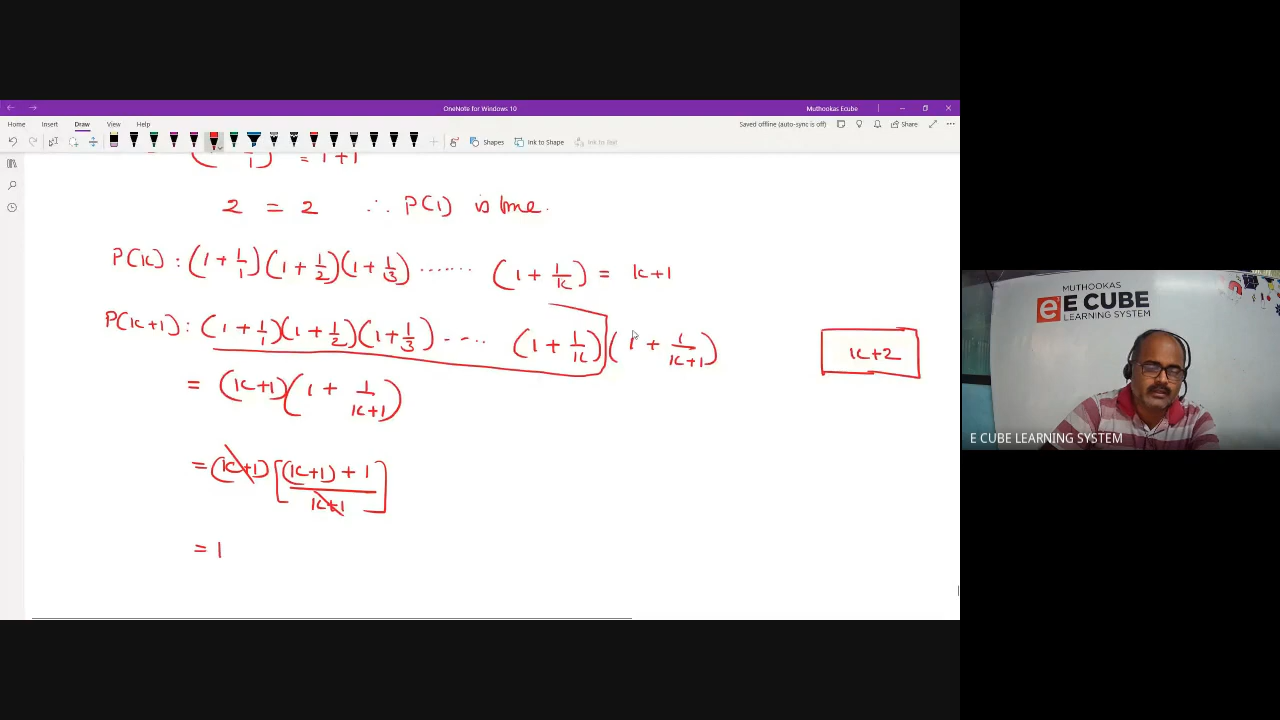 OneNote for Windows 10
Muthookas Ecube
Home Insert Draw View Help
Saved offline (auto-sync is off)
Share
Shapes
Ink to Shape
Ink to Text
1 = 1+1
2 = 2 ∴ P(1) is true.
P(k) : (1 + 1/1)(1 + 1/2)(1 + 1/3) ....... (1 + 1/k) = k+1
P(k+1) : (1 + 1/1)(1 + 1/2)(1 + 1/3) ..... (1 + 1/k)(1 + 1/k+1)
k+2
= (k+1)(1 + 1/k+1)
= (k+1) [(k+1) + 1/k+1]
= 1
MUTHOOKAS
e E CUBE
LEARNING SYSTEM
E CUBE LEARNING SYSTEM